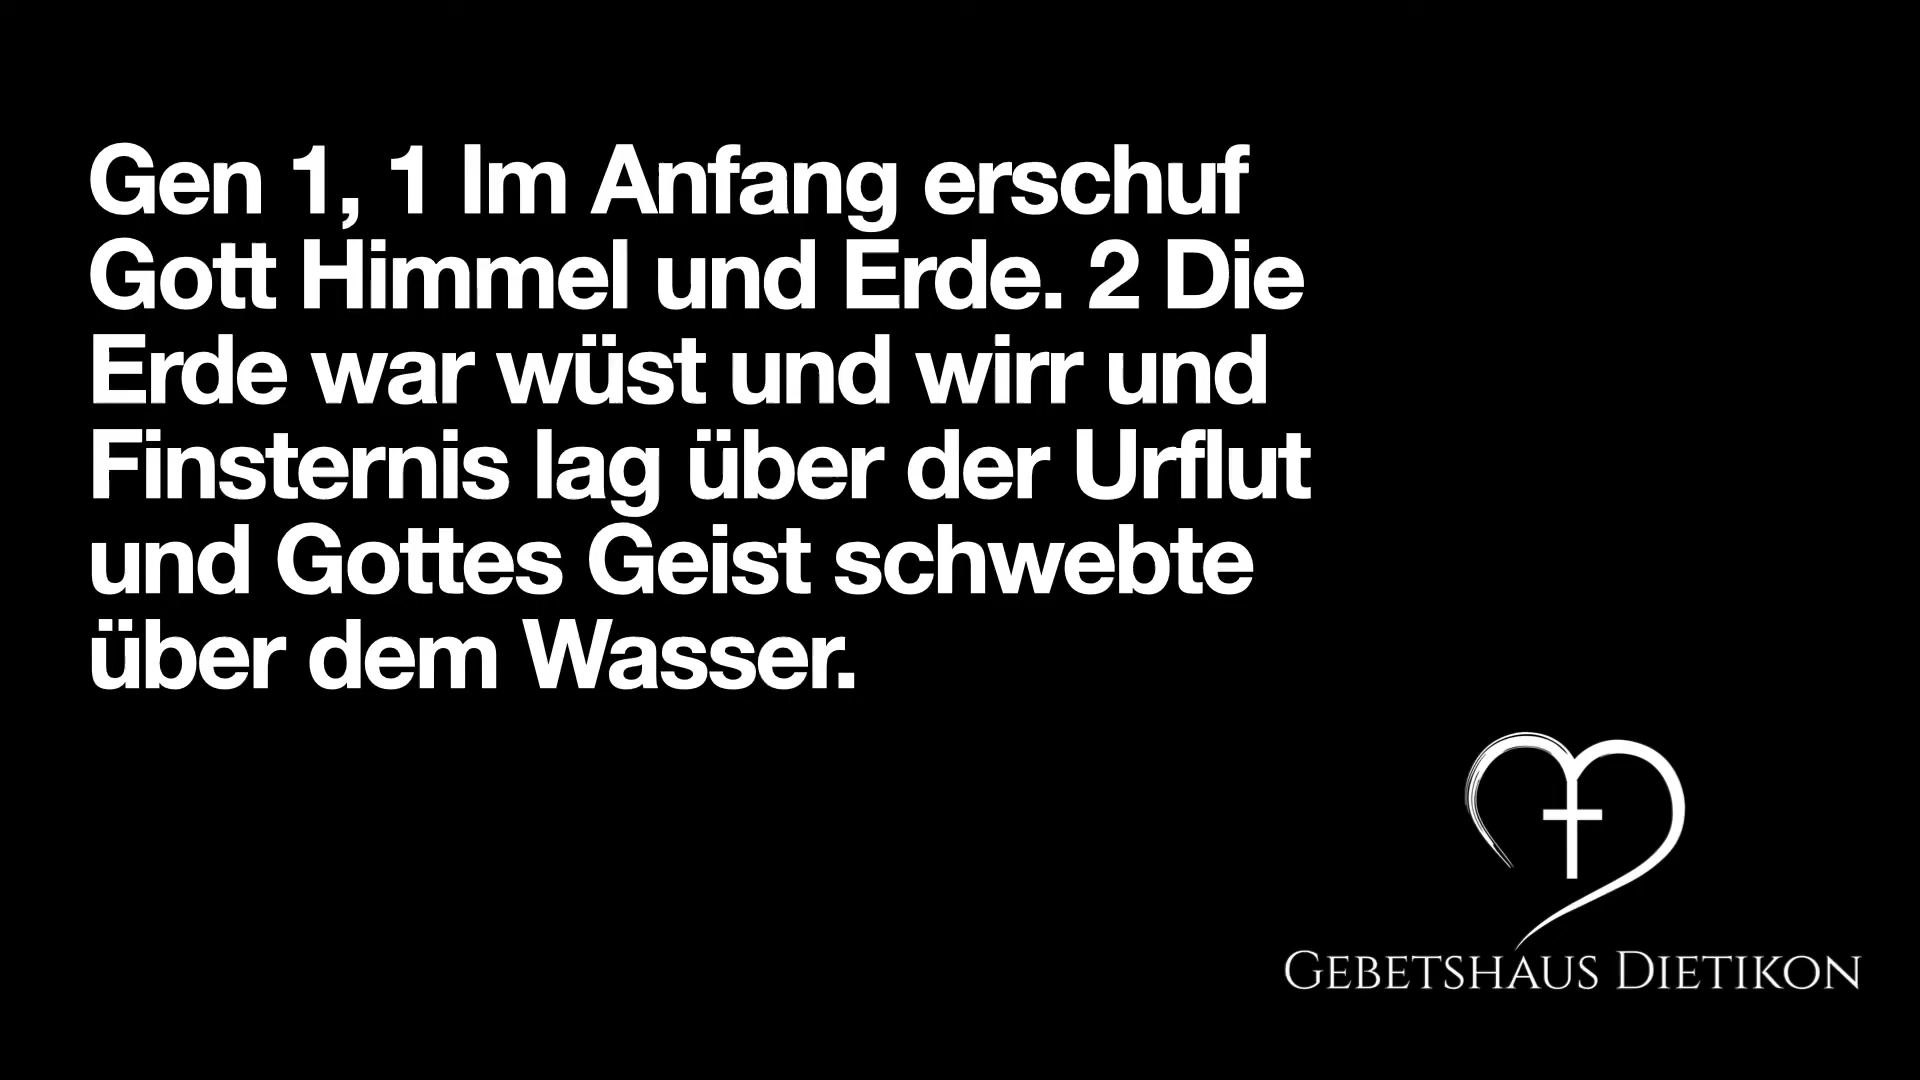 Gen 1, 1 Im Anfang erschuf
Gott Himmel und Erde. 2 Die
Erde war wüst und wirr und
Finsternis lag über der Urflut
und Gottes Geist schwebte
über dem Wasser.
GEBETSHAUS DIETIKON